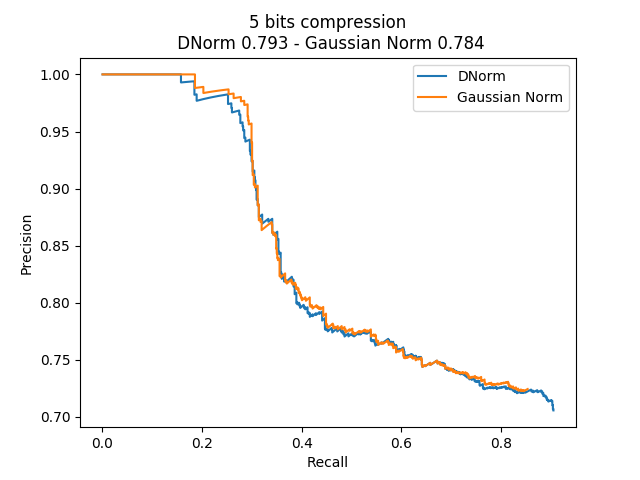 5 bits compression
DNorm 0.793 - Gaussian Norm 0.784
DNorm
Gaussian Norm
1.00
0.95
0.90
0.85
0.80
0.75
0.70
Precision
0.0 0.2 0.4 0.6 0.8
Recall